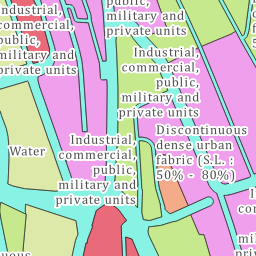 public,
military and
private units
ndustrial,
commercial,
public,
military and
private units
Industrial,
commercial,
public,
military and
private units
Water
Industrial,
commercial,
public,
military and
private units
Discontinuous
dense urban
fabric (S.L. :
50% - 80%)